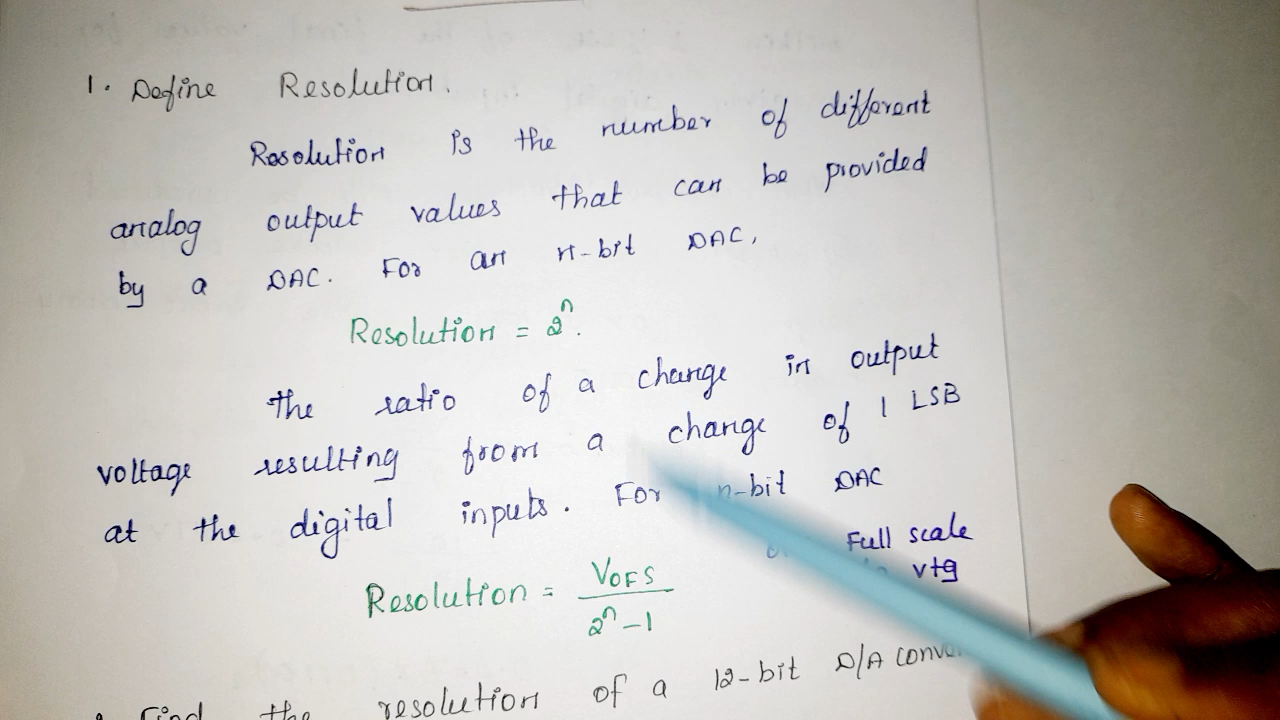 1. Define Resolution.
Resolution is the number of different
analog output values that can be provided
by a DAC. For an n-bit DAC,
Resolution = 2ⁿ.
The ratio of a change in output
voltage resulting from a change of 1 LSB
at the digital inputs. For n-bit DAC
Full scale
vtg
Resolution = VOFS / 2ⁿ-1
Find the resolution of a 12-bit D/A